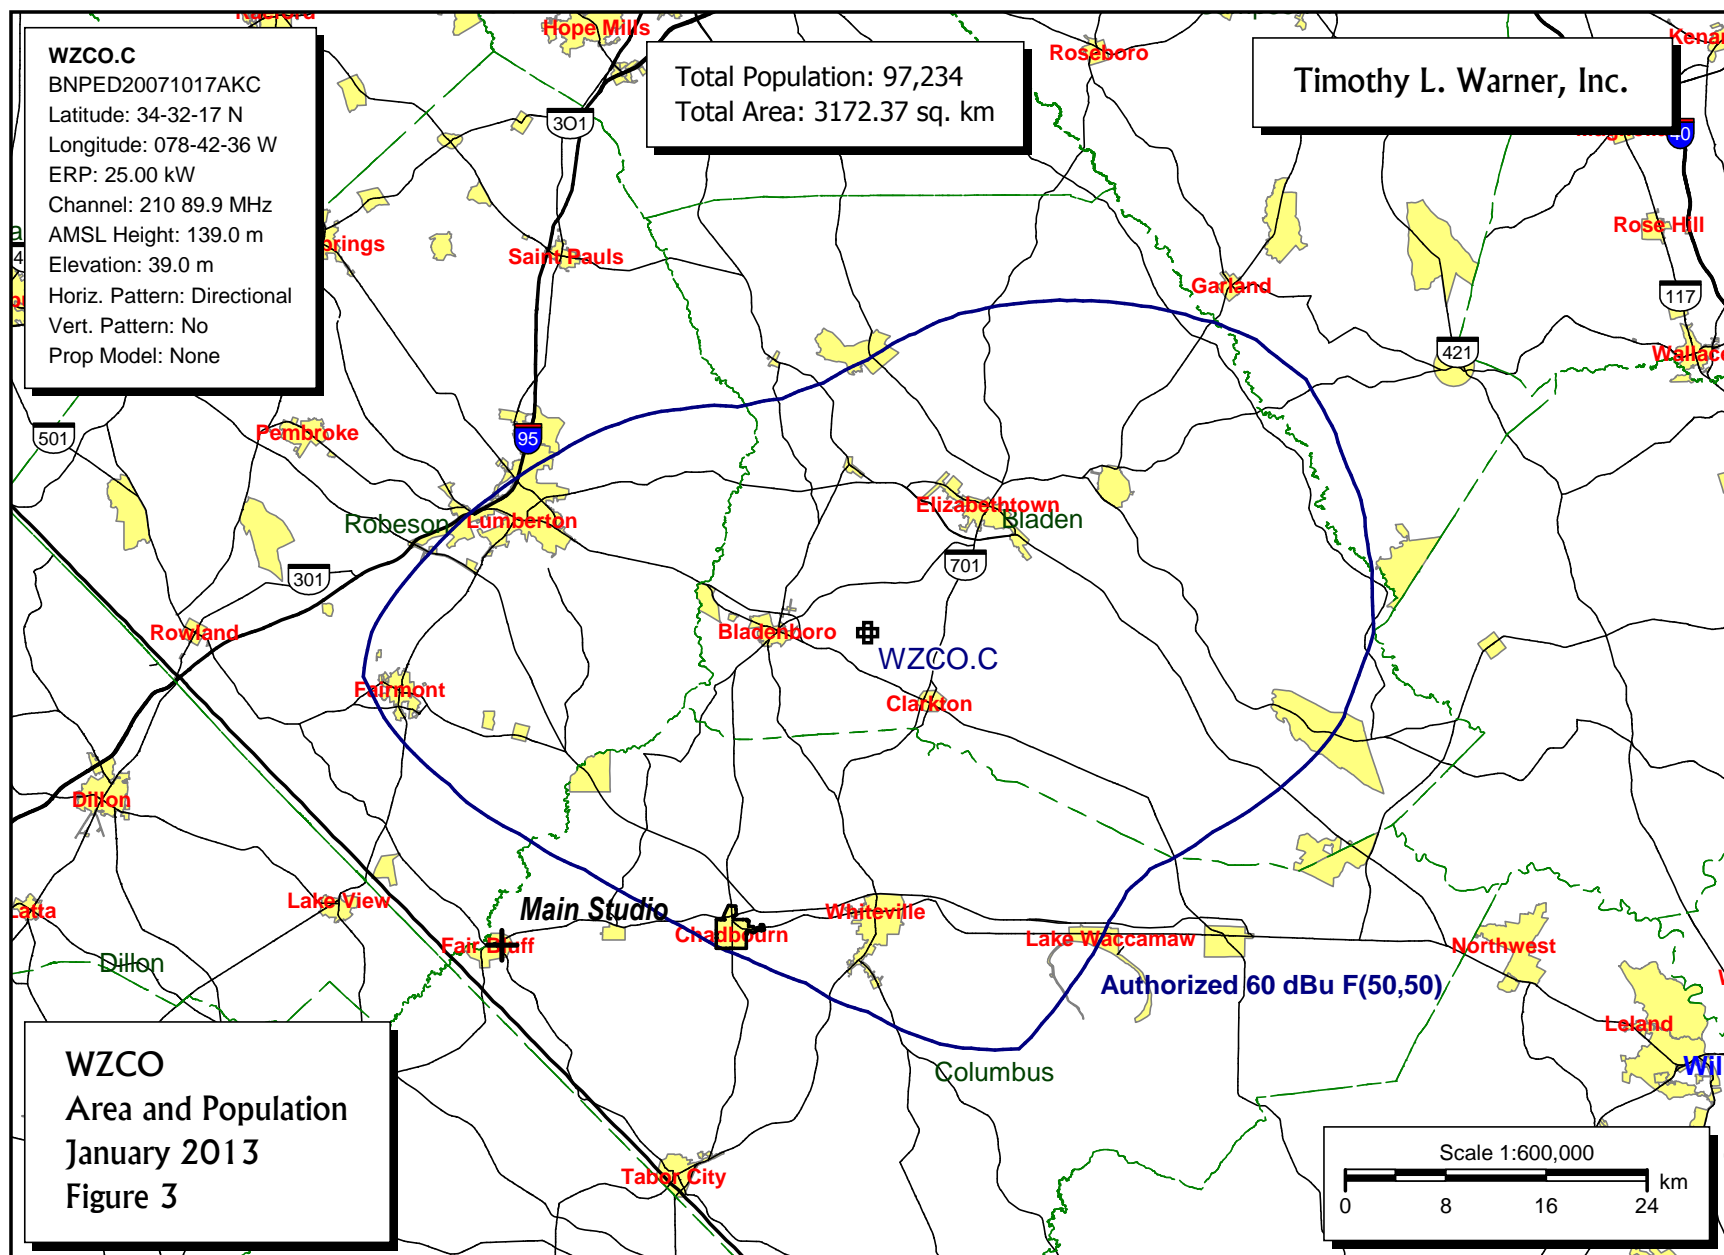 WZCO.C
BNPED20071017AKC
Latitude: 34-32-17 N
Longitude: 078-42-36 W
ERP: 25.00 kW
Channel: 210 89.9 MHz
AMSL Height: 139.0 m
Elevation: 39.0 m
Horiz. Pattern: Directional
Vert. Pattern: No
Prop Model: None
Total Population: 97,234
Total Area: 3172.37 sq. km
Timothy L. Warner, Inc.
Hope Mills
Roseboro
301
40
Saint Pauls
Garland
Rose Hill
117
421
501
Pembroke
95
Robeson
Lumberton
Elizabethtown
Bladen
301
701
Rowland
Bladenboro
WZCO.C
Fairmont
Clarkton
Dillon
Lake View
Main Studio
Whiteville
Chadbourn
Fair Bluff
Lake Waccamaw
Northwest
Dillon
Authorized 60 dBu F(50,50)
Leland
Columbus
Tabor City
WZCO
Area and Population
January 2013
Figure 3
Scale 1:600,000
km
0 8 16 24